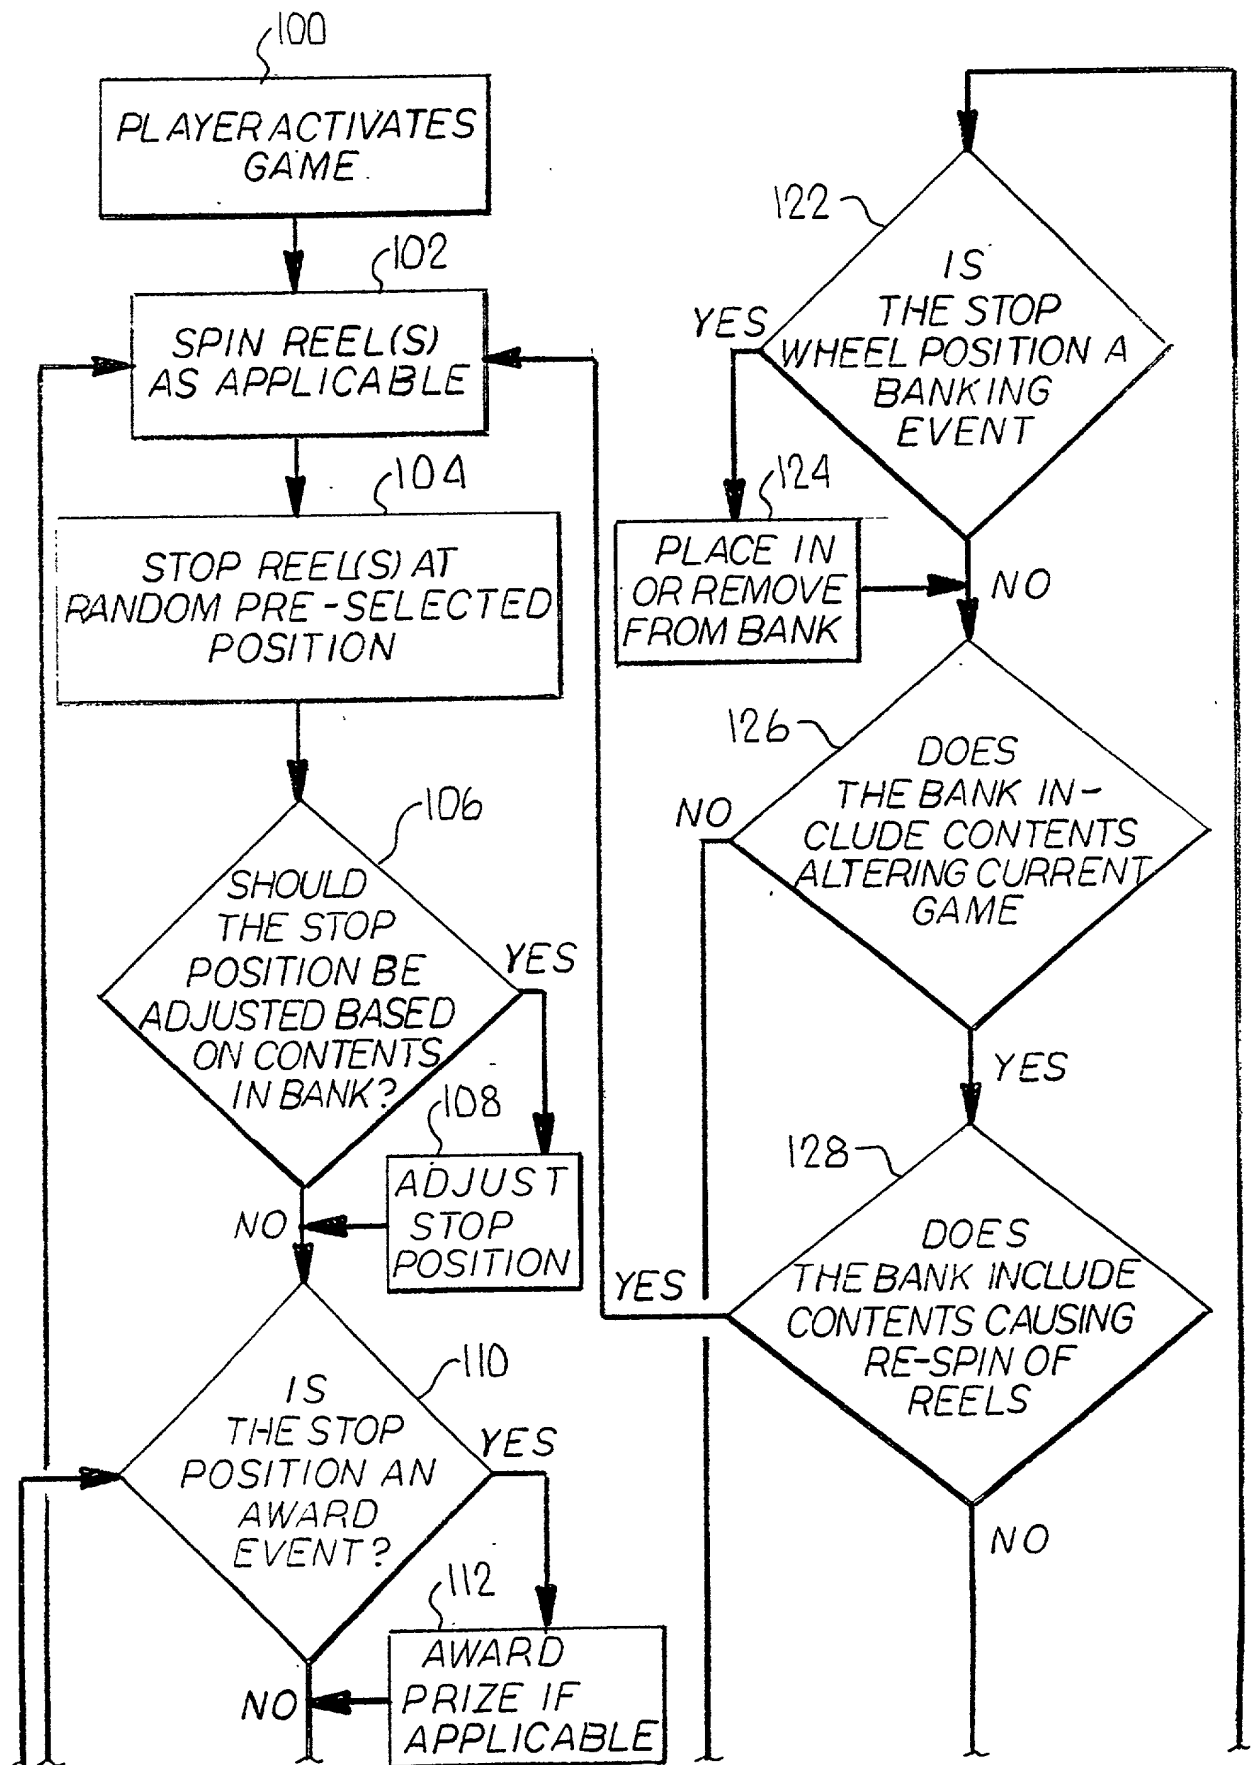 100
PLAYER ACTIVATES
GAME
102
SPIN REEL(S)
AS APPLICABLE
104
STOP REEL(S) AT
RANDOM PRE-SELECTED
POSITION
106
SHOULD
THE STOP
POSITION BE
ADJUSTED BASED
ON CONTENTS
IN BANK?
YES
108
ADJUST
STOP
POSITION
NO
110
IS
THE STOP
POSITION AN
AWARD
EVENT?
YES
112
AWARD
PRIZE IF
APPLICABLE
NO
122
IS
THE STOP
WHEEL POSITION A
BANKING
EVENT
YES
124
PLACE IN
OR REMOVE
FROM BANK
NO
126
DOES
THE BANK IN-
CLUDE CONTENTS
ALTERING CURRENT
GAME
NO
YES
128
DOES
THE BANK INCLUDE
CONTENTS CAUSING
RE-SPIN OF
REELS
YES
NO